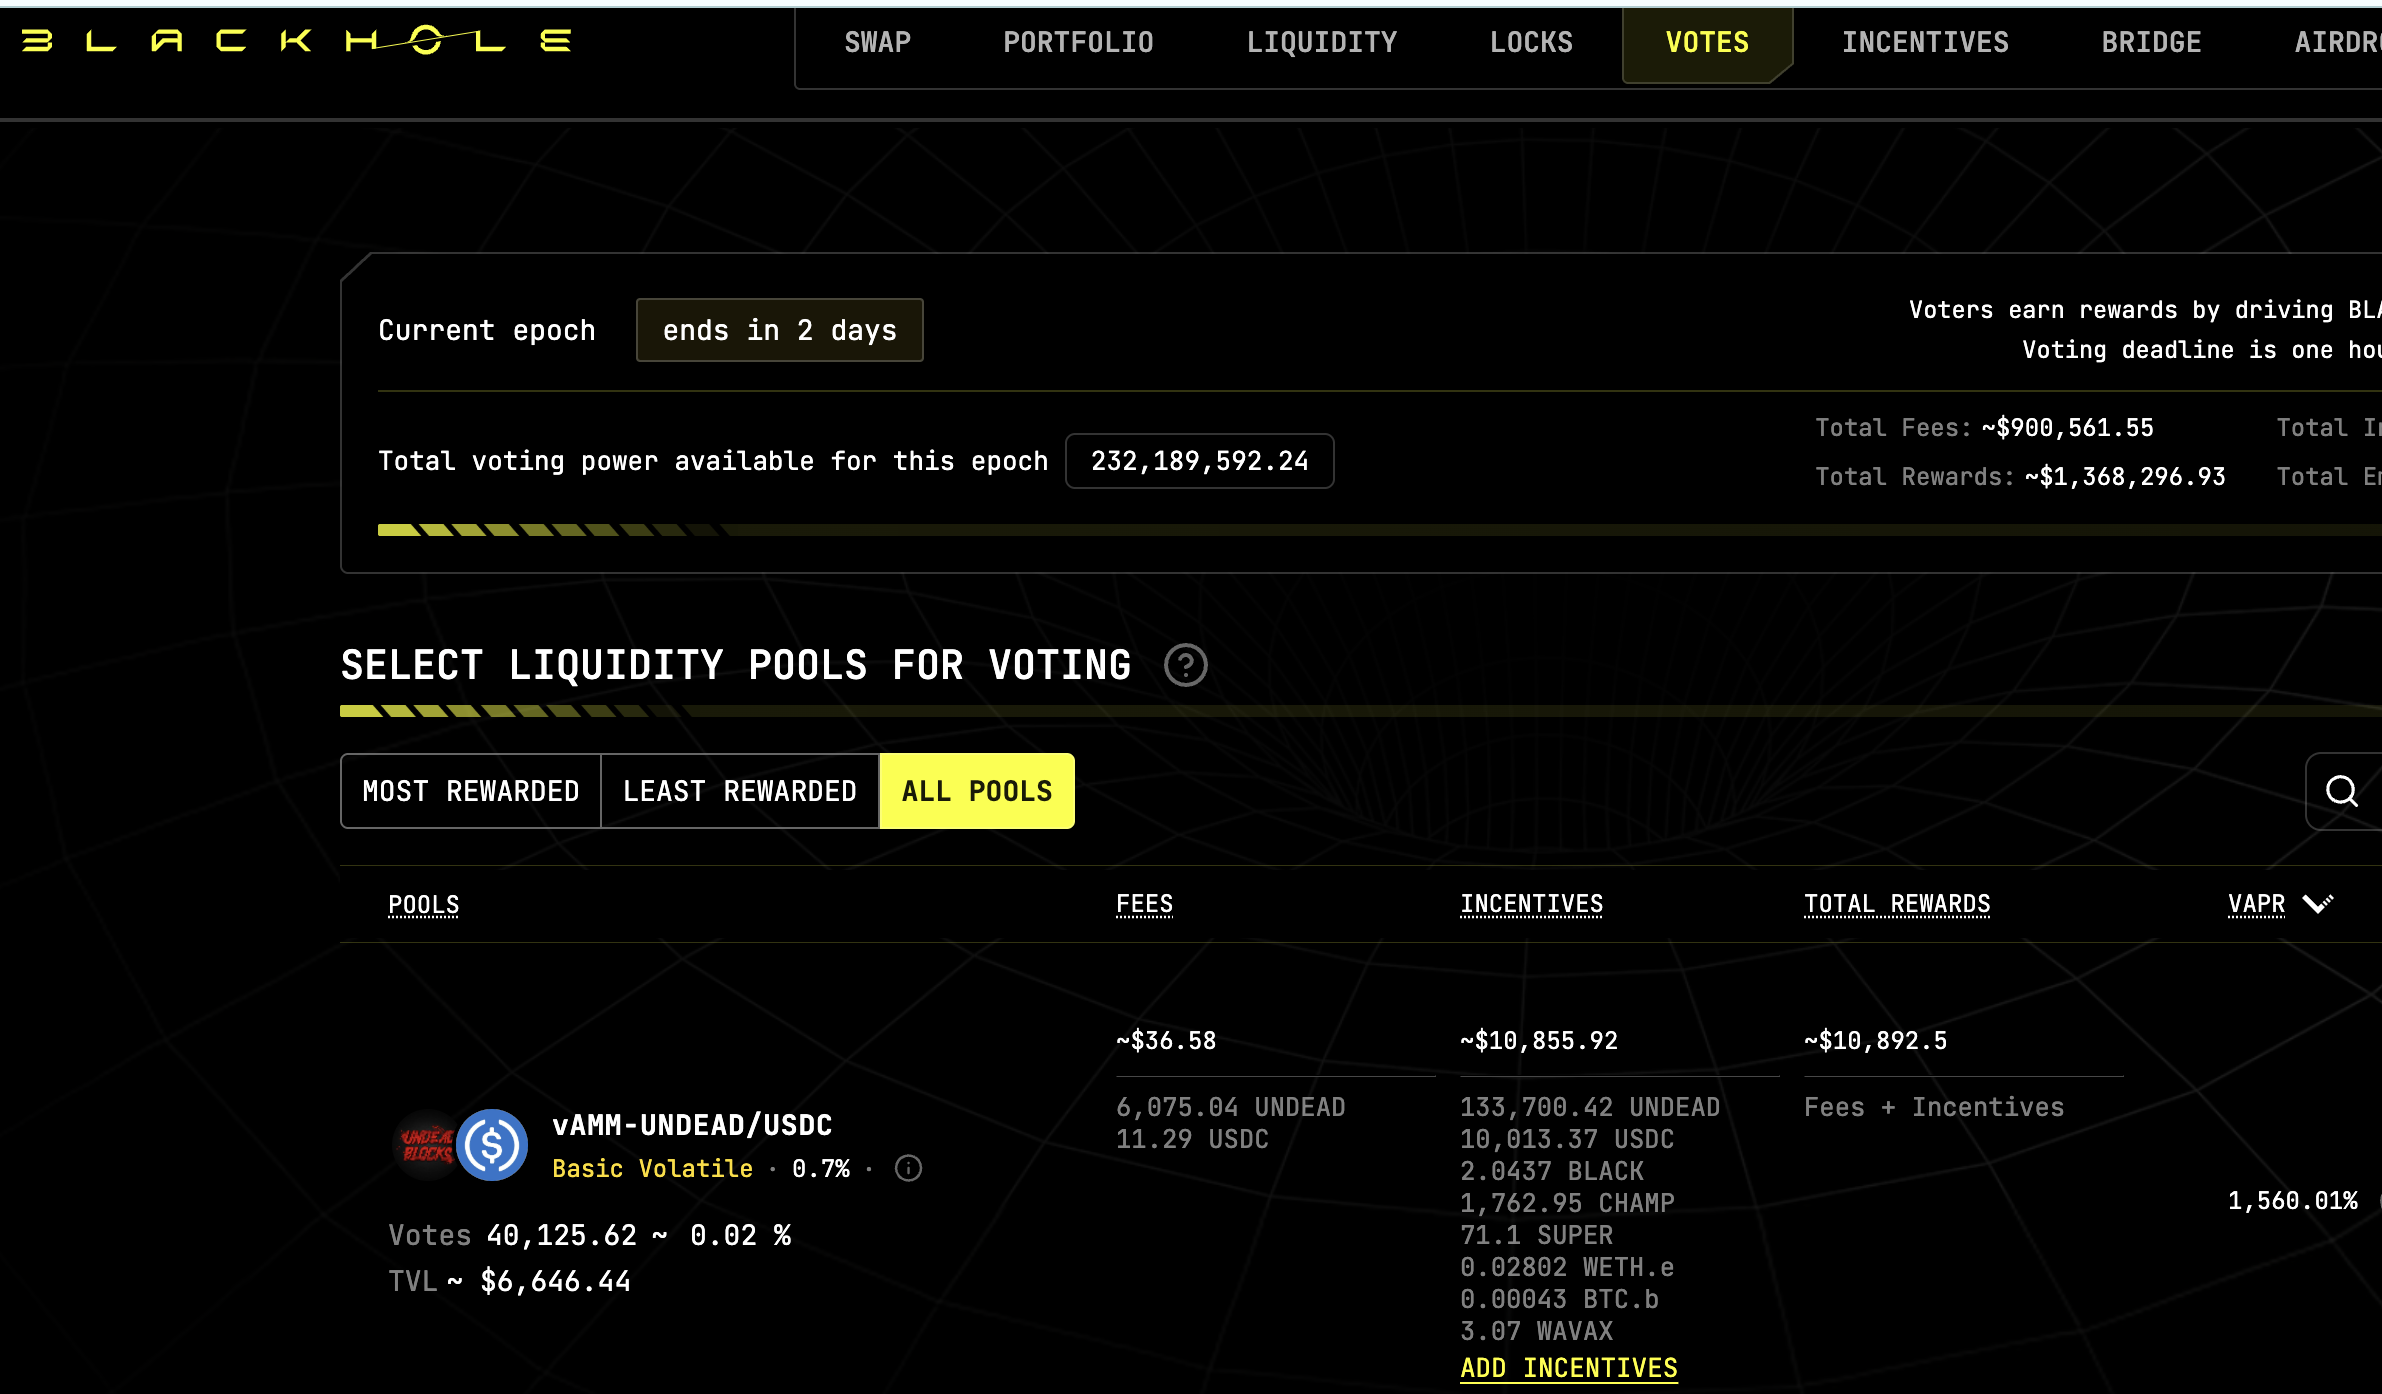 BLACKHOLE
SWAP PORTFOLIO LIQUIDITY LOCKS VOTES INCENTIVES BRIDGE AIRDR
Current epoch ends in 2 days
Voters earn rewards by driving BLA
Voting deadline is one hou
Total voting power available for this epoch 232,189,592.24
Total Fees: ~$900,561.55 Total I
Total Rewards: ~$1,368,296.93 Total E
SELECT LIQUIDITY POOLS FOR VOTING ?
MOST REWARDED LEAST REWARDED ALL POOLS
POOLS FEES INCENTIVES TOTAL REWARDS VAPR
vAMM-UNDEAD/USDC
UNDEAD
BLOCKS
Basic Volatile · 0.7% ·
Votes 40,125.62 ~ 0.02 %
TVL ~ $6,646.44
~$36.58
6,075.04 UNDEAD
11.29 USDC
~$10,855.92
133,700.42 UNDEAD
10,013.37 USDC
2.0437 BLACK
1,762.95 CHAMP
71.1 SUPER
0.02802 WETH.e
0.00043 BTC.b
3.07 WAVAX
ADD INCENTIVES
~$10,892.5
Fees + Incentives
1,560.01%